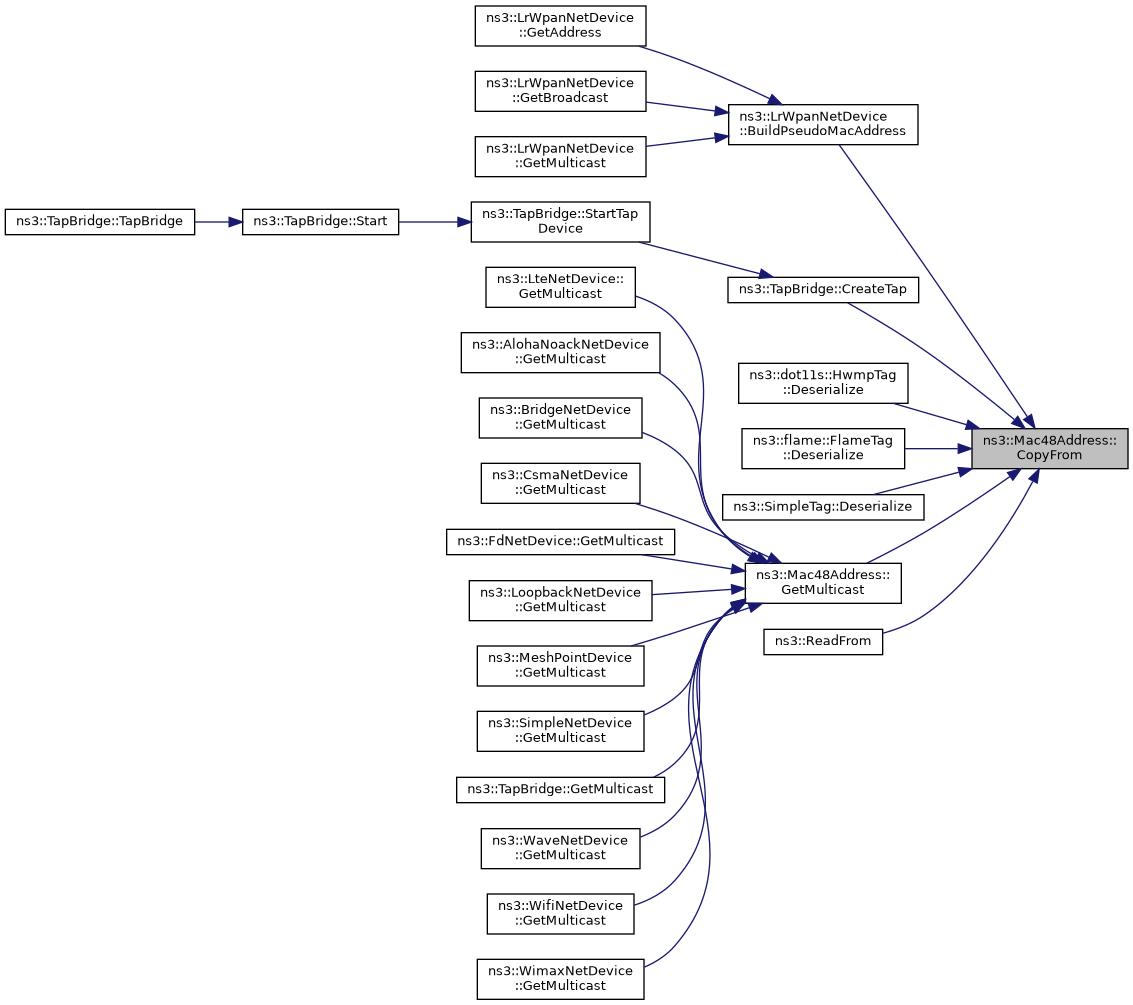 ns3::LrWpanNetDevice
::GetAddress
ns3::LrWpanNetDevice
::GetBroadcast
ns3::LrWpanNetDevice
::BuildPseudoMacAddress
ns3::LrWpanNetDevice
::GetMulticast
ns3::TapBridge::TapBridge
ns3::TapBridge::Start
ns3::TapBridge::StartTap
Device
ns3::LteNetDevice::
GetMulticast
ns3::TapBridge::CreateTap
ns3::AlohaNoackNetDevice
::GetMulticast
ns3::dot11s::HwmpTag
::Deserialize
ns3::BridgeNetDevice
::GetMulticast
ns3::flame::FlameTag
::Deserialize
ns3::Mac48Address::
CopyFrom
ns3::CsmaNetDevice
::GetMulticast
ns3::SimpleTag::Deserialize
ns3::FdNetDevice::GetMulticast
ns3::Mac48Address::
GetMulticast
ns3::LoopbackNetDevice
::GetMulticast
ns3::ReadFrom
ns3::MeshPointDevice
::GetMulticast
ns3::SimpleNetDevice
::GetMulticast
ns3::TapBridge::GetMulticast
ns3::WaveNetDevice
::GetMulticast
ns3::WifiNetDevice
::GetMulticast
ns3::WimaxNetDevice
::GetMulticast